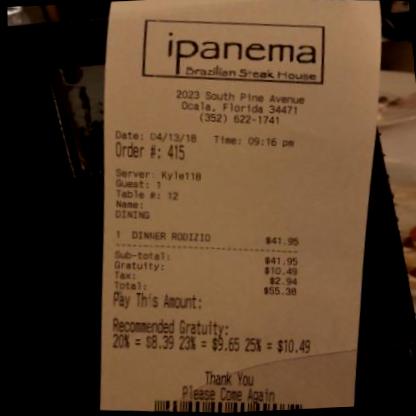 ipanema
Brazilian Steak House
2023 South Pine Avenue
Ocala, Florida 34471
(352) 622-1741
Date: 04/13/18 Time: 09:16 pm
Order #: 415
Server: Kyle118
Guest: 1
Table #: 12
Name:
DINING
1 DINNER RODIZIO $41.95
Sub-total: $41.95
Gratuity: $10.49
Tax: $2.94
Total: $55.38
Pay This Amount:
Recommended Gratuity:
20% = $8.39 23% = $9.65 25% = $10.49
Thank You
Please Come Again